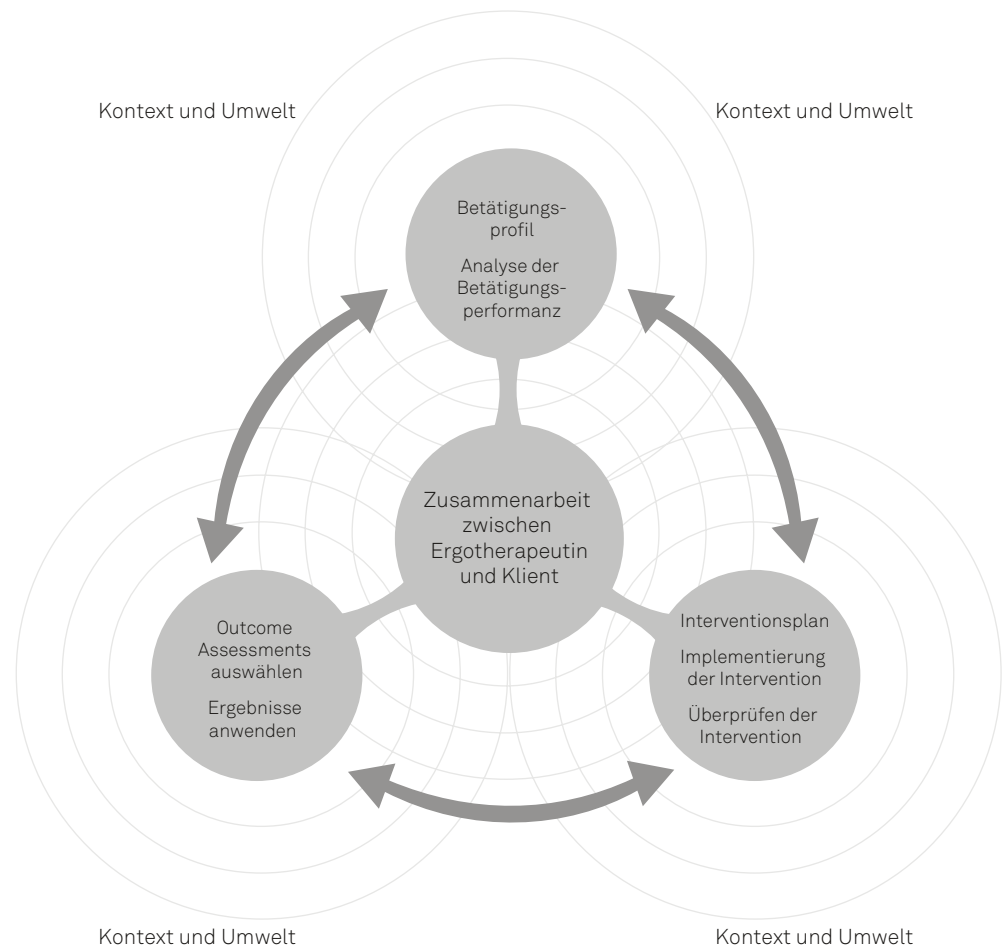 Kontext und Umwelt
Kontext und Umwelt
Betätigungs-
profil
Analyse der
Betätigungs-
performanz
Zusammenarbeit
zwischen
Ergotherapeutin
und Klient
Outcome
Assessments
auswählen
Ergebnisse
anwenden
Interventionsplan
Implementierung
der Intervention
Überprüfen der
Intervention
Kontext und Umwelt
Kontext und Umwelt